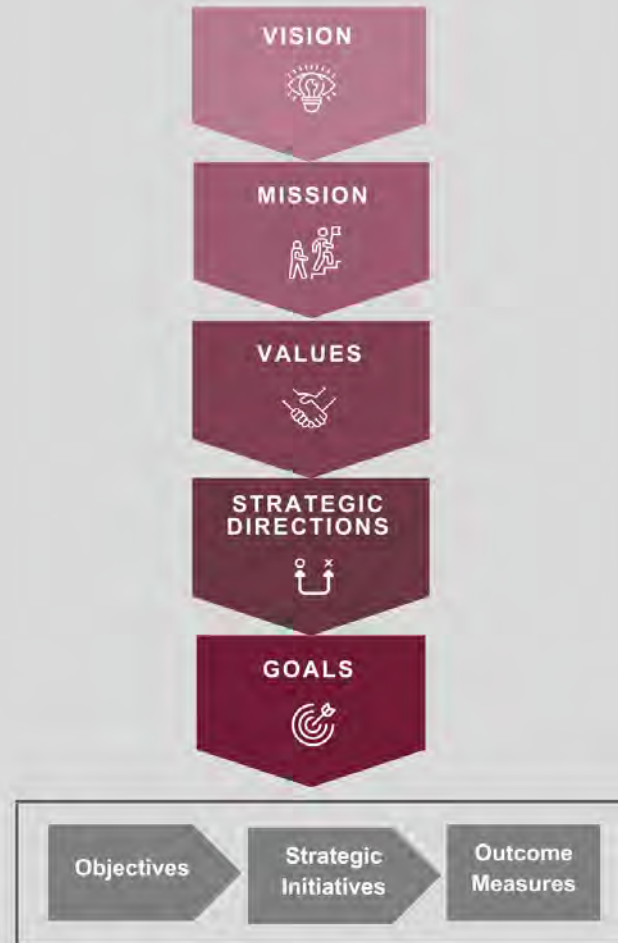 VISION
MISSION
VALUES
STRATEGIC
DIRECTIONS
GOALS
Objectives
Strategic
Initiatives
Outcome
Measures